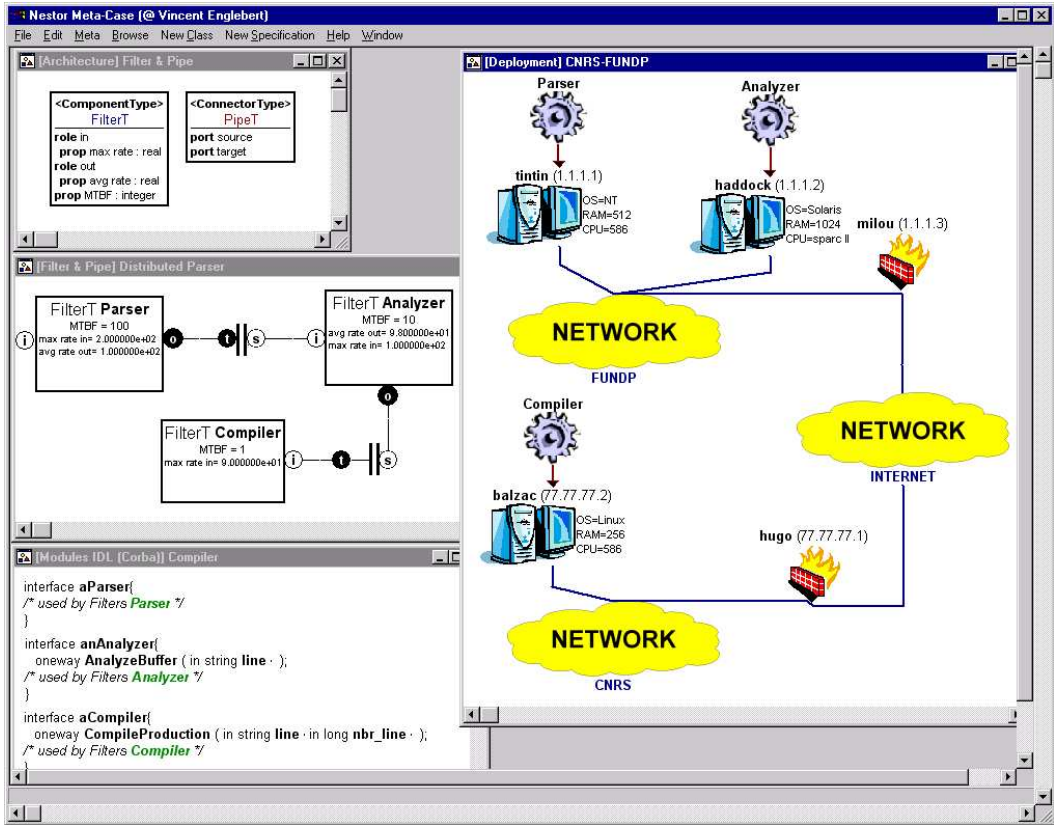 Nestor Meta-Case (@ Vincent Englebert)
File Edit Meta Browse New Class New Specification Help Window
[Architecture] Filter & Pipe
<ComponentType>
FilterT
role in
prop max rate : real
role out
prop avg rate : real
prop MTBF : integer
<ConnectorType>
PipeT
port source
port target
[Filter & Pipe] Distributed Parser
FilterT Parser
MTBF = 100
max rate in= 2.000000e+02
avg rate out= 1.000000e+02
i
o
t
s
i
FilterT Analyzer
MTBF = 10
avg rate out= 9.800000e+01
max rate in= 1.000000e+02
o
FilterT Compiler
MTBF = 1
max rate in= 9.000000e+01
i
t
s
[Modules IDL (Corba)] Compiler
interface aParser{
/* used by Filters Parser */
}
interface anAnalyzer{
oneway AnalyzeBuffer ( in string line · );
/* used by Filters Analyzer */
}
interface aCompiler{
oneway CompileProduction ( in string line · in long nbr_line · );
/* used by Filters Compiler */
}
[Deployment] CNRS-FUNDP
Parser
Analyzer
tintin (1.1.1.1)
OS=NT
RAM=512
CPU=586
haddock (1.1.1.2)
OS=Solaris
RAM=1024
CPU=sparc II
milou (1.1.1.3)
NETWORK
FUNDP
Compiler
NETWORK
INTERNET
balzac (77.77.77.2)
OS=Linux
RAM=256
CPU=586
hugo (77.77.77.1)
NETWORK
CNRS